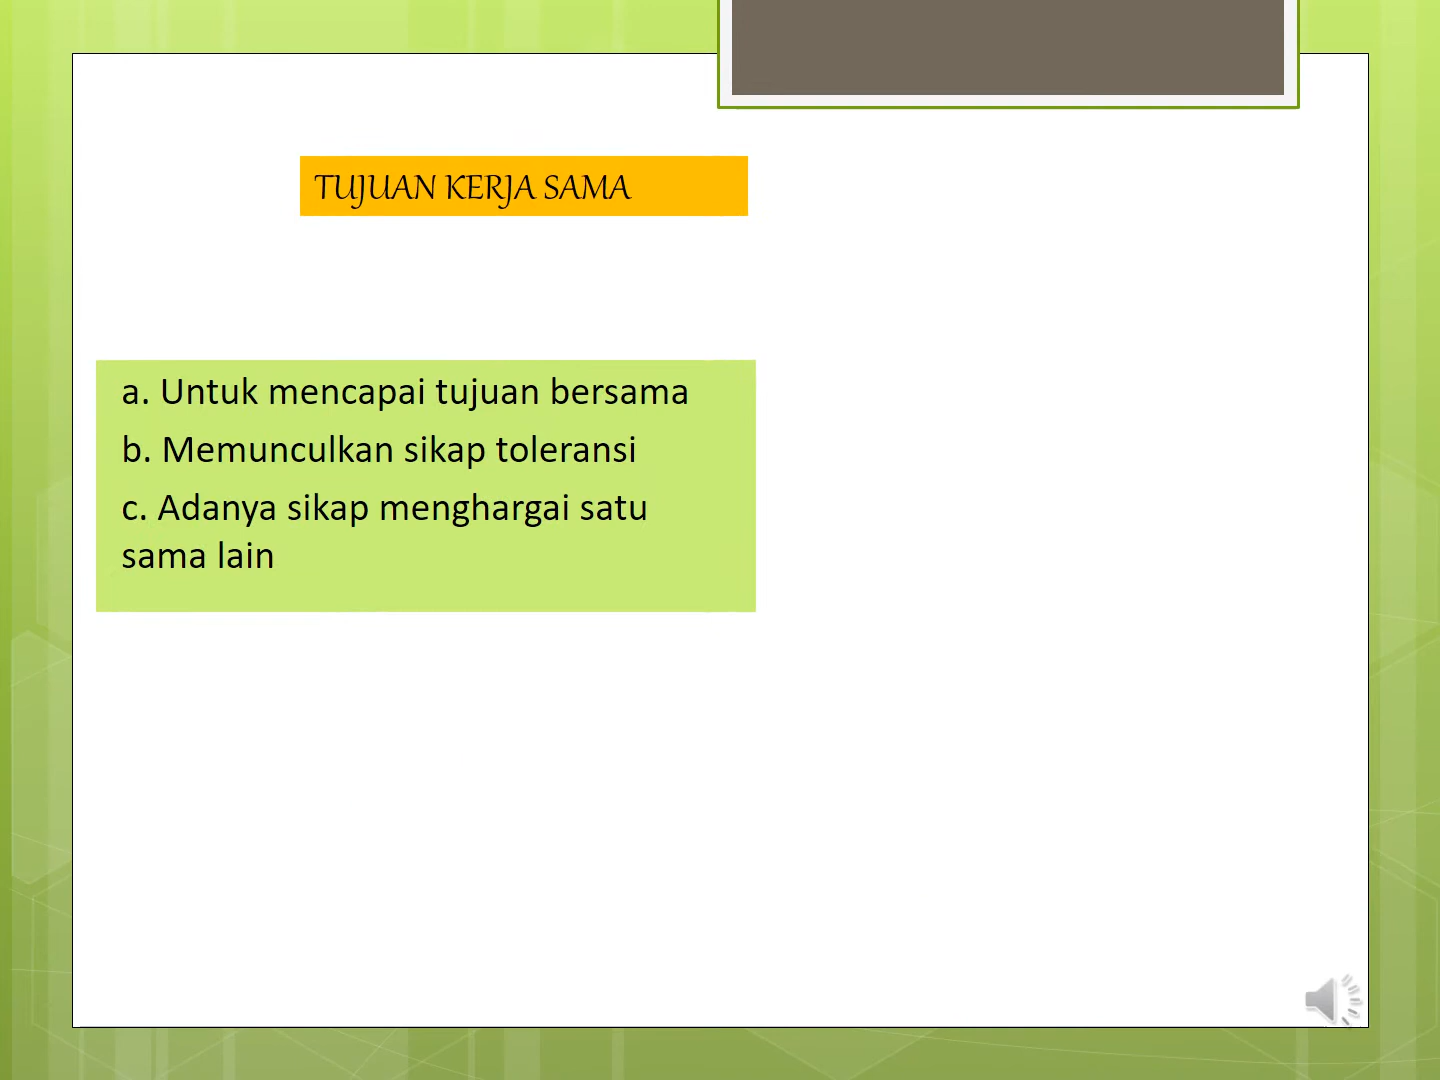 TUJUAN KERJA SAMA
a. Untuk mencapai tujuan bersama
b. Memunculkan sikap toleransi
c. Adanya sikap menghargai satu
sama lain